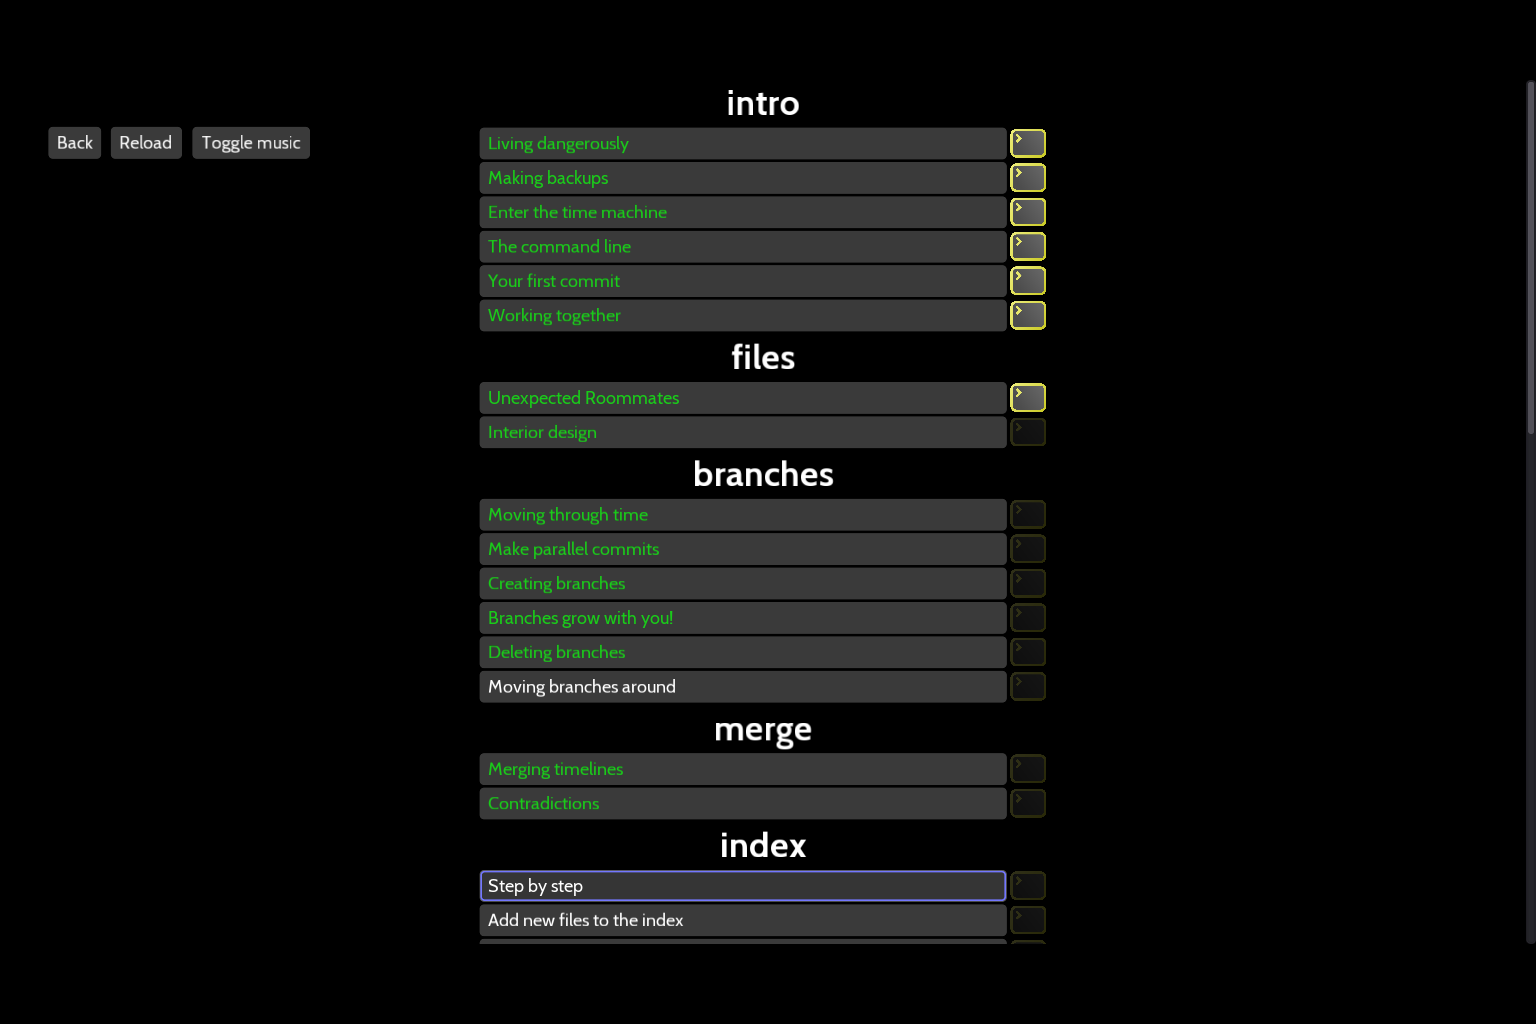 intro
Back Reload Toggle music
Living dangerously
Making backups
Enter the time machine
The command line
Your first commit
Working together
files
Unexpected Roommates
Interior design
branches
Moving through time
Make parallel commits
Creating branches
Branches grow with you!
Deleting branches
Moving branches around
merge
Merging timelines
Contradictions
index
Step by step
Add new files to the index